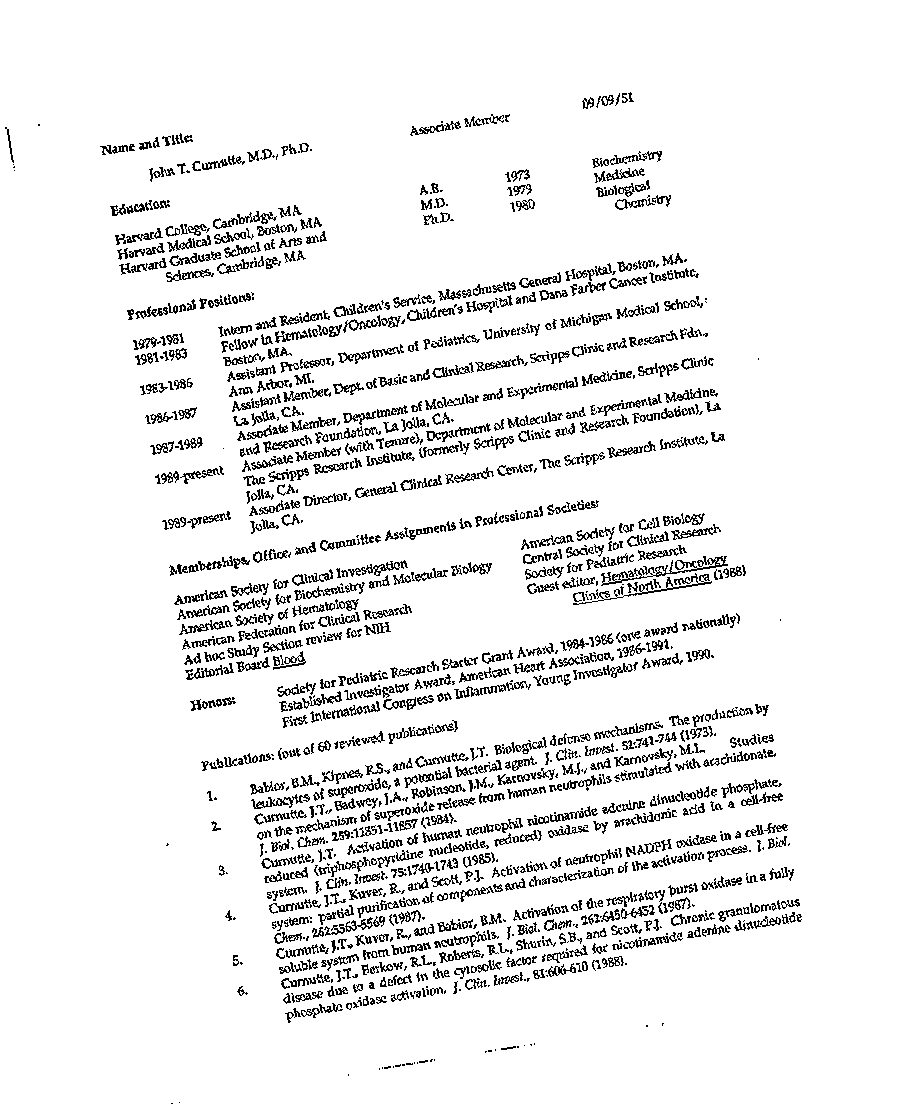 Name and Title: Associate Member 09/09/51
John T. Curnutte, M.D., Ph.D.
Education:
Harvard College, Cambridge, MA A.B. 1973 Biochemistry
Harvard Medical School, Boston, MA M.D. 1979 Medicine
Harvard Graduate School of Arts and Ph.D. 1980 Biological
Sciences, Cambridge, MA Chemistry
Professional Positions:
1979-1981 Intern and Resident, Children's Service, Massachusetts General Hospital, Boston, MA.
1981-1983 Fellow in Hematology/Oncology, Children's Hospital and Dana Farber Cancer Institute,
Boston, MA.
1983-1986 Assistant Professor, Department of Pediatrics, University of Michigan Medical School,
Ann Arbor, MI.
1986-1987 Assistant Member, Dept. of Basic and Clinical Research, Scripps Clinic and Research Fdn.,
La Jolla, CA.
1987-1989 Associate Member, Department of Molecular and Experimental Medicine, Scripps Clinic
and Research Foundation, La Jolla, CA.
1989-present Associate Member (with Tenure), Department of Molecular and Experimental Medicine,
The Scripps Research Institute, (formerly Scripps Clinic and Research Foundation), La
Jolla, CA.
1989-present Associate Director, General Clinical Research Center, The Scripps Research Institute, La
Jolla, CA.
Memberships, Office, and Committee Assignments in Professional Societies:
American Society for Clinical Investigation American Society for Cell Biology
American Society for Biochemistry and Molecular Biology Central Society for Clinical Research
American Society of Hematology Society for Pediatric Research
American Federation for Clinical Research Guest editor, Hematology/Oncology
Ad hoc Study Section review for NIH Clinics of North America (1988)
Editorial Board Blood
Honors: Society for Pediatric Research Starter Grant Award, 1984-1986 (one award nationally)
Established Investigator Award, American Heart Association, 1986-1991.
First International Congress on Inflammation, Young Investigator Award, 1990.
Publications: (out of 60 reviewed publications)
1. Babior, B.M., Kipnes, R.S., and Curnutte, J.T. Biological defense mechanisms. The production by
leukocytes of superoxide, a potential bacterial agent. J. Clin. Invest. 52:741-744 (1973).
2. Curnutte, J.T., Badwey, J.A., Robinson, J.M., Karnovsky, M.J., and Karnovsky, M.L. Studies
on the mechanism of superoxide release from human neutrophils stimulated with arachidonate.
J. Biol. Chem. 259:11851-11857 (1984).
3. Curnutte, J.T. Activation of human neutrophil nicotinamide adenine dinucleotide phosphate,
reduced (triphosphopyridine nucleotide, reduced) oxidase by arachidonic acid in a cell-free
system. J. Clin. Invest. 75:1740-1743 (1985).
4. Curnutte, J.T., Kuver, R., and Scott, P.J. Activation of neutrophil NADPH oxidase in a cell-free
system: partial purification of components and characterization of the activation process. J. Biol.
Chem., 262:5563-5569 (1987).
5. Curnutte, J.T., Kuver, R., and Babior, B.M. Activation of the respiratory burst oxidase in a fully
soluble system from human neutrophils. J. Biol. Chem., 262:6450-6452 (1987).
6. Curnutte, J.T., Berkow, R.L., Roberts, R.L., Shurin, S.B., and Scott, P.J. Chronic granulomatous
disease due to a defect in the cytosolic factor required for nicotinamide adenine dinucleotide
phosphate oxidase activation. J. Clin. Invest., 81:606-610 (1988).